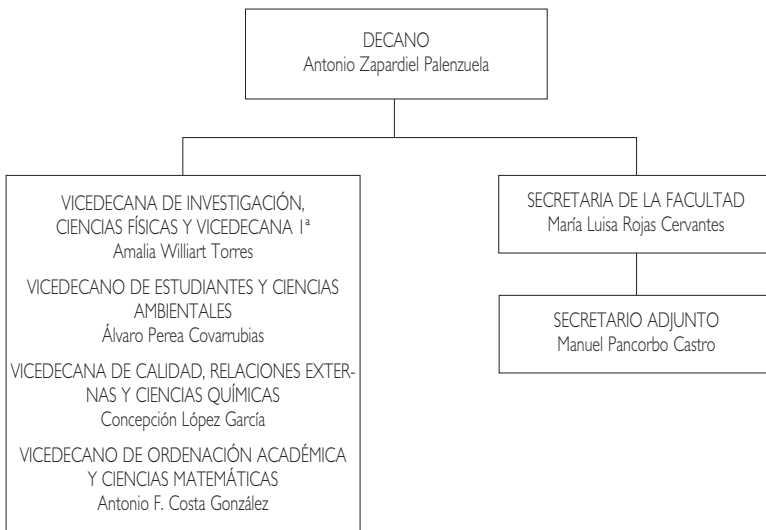 DECANO
Antonio Zapardiel Palenzuela
VICEDECANA DE INVESTIGACIÓN,
CIENCIAS FÍSICAS Y VICEDECANA 1ª
Amalia Williart Torres
VICEDECANO DE ESTUDIANTES Y CIENCIAS
AMBIENTALES
Álvaro Perea Covarrubias
VICEDECANA DE CALIDAD, RELACIONES EXTER-
NAS Y CIENCIAS QUÍMICAS
Concepción López García
VICEDECANO DE ORDENACIÓN ACADÉMICA
Y CIENCIAS MATEMÁTICAS
Antonio F. Costa González
SECRETARIA DE LA FACULTAD
María Luisa Rojas Cervantes
SECRETARIO ADJUNTO
Manuel Pancorbo Castro